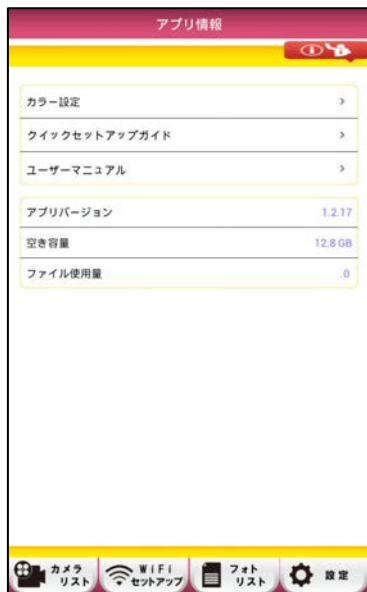 アプリ情報
カラー設定 >
クイックセットアップガイド >
ユーザーマニュアル >
アプリバージョン 1.2.17
空き容量 12.8 GB
ファイル使用量 .0
カメラ
リスト
WiFi
セットアップ
フォト
リスト
設定